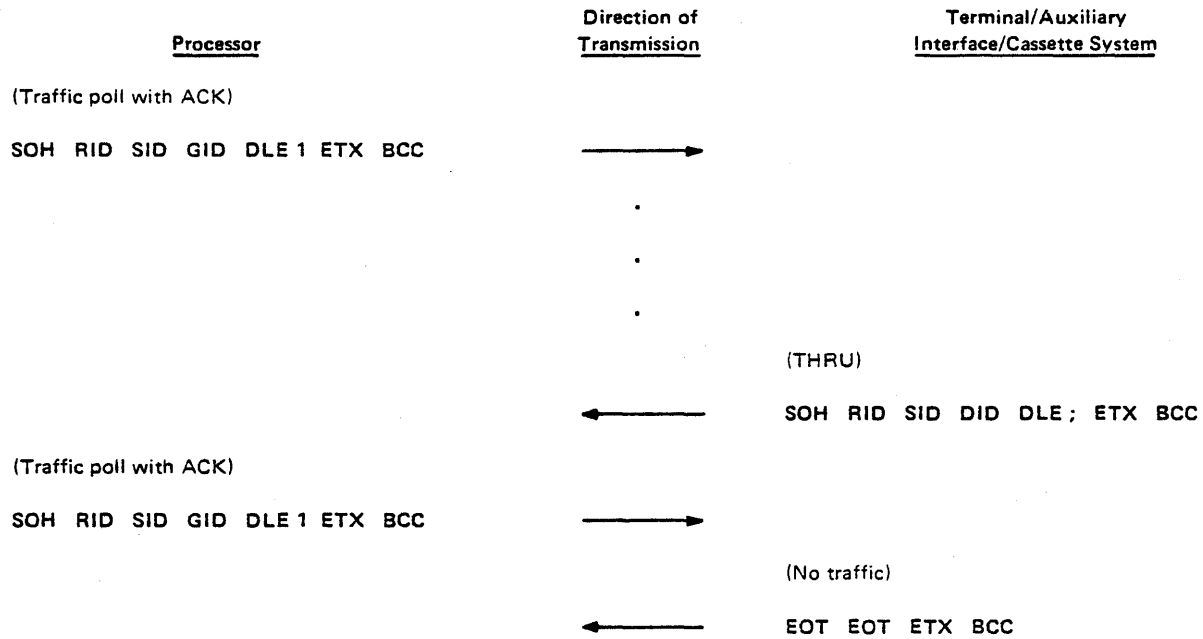 Processor
Direction of
Transmission
Terminal/Auxiliary
Interface/Cassette System
(Traffic poll with ACK)
SOH RID SID GID DLE 1 ETX BCC
(THRU)
SOH RID SID DID DLE ; ETX BCC
(Traffic poll with ACK)
SOH RID SID GID DLE 1 ETX BCC
(No traffic)
EOT EOT ETX BCC